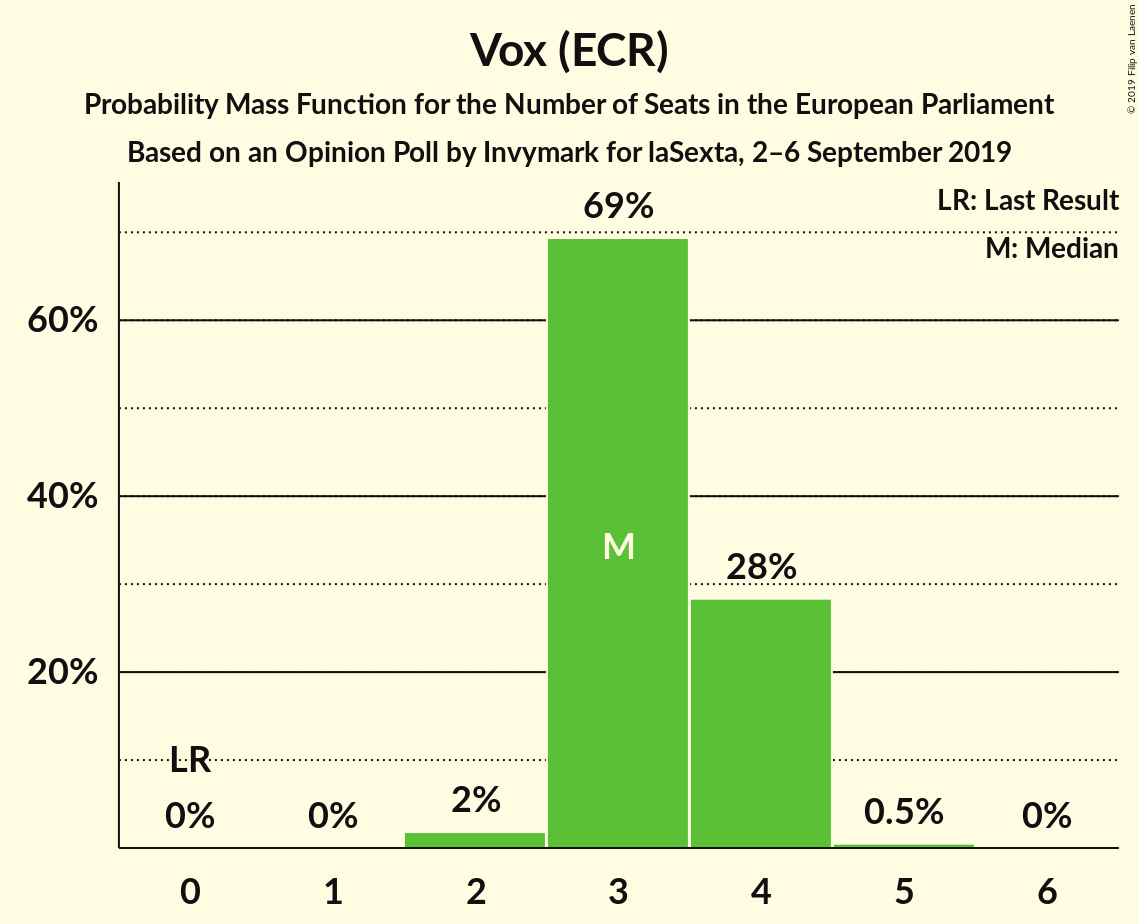 Vox (ECR)
Probability Mass Function for the Number of Seats in the European Parliament
Based on an Opinion Poll by Invymark for laSexta, 2–6 September 2019
© 2019 Filip van Laenen
LR: Last Result
M: Median
69%
60%
M
40%
28%
20%
LR
0%
0%
2%
0.5%
0%
0
1
2
3
4
5
6